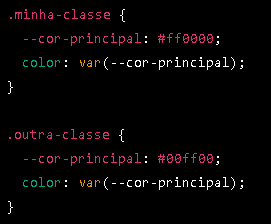 .minha-classe {
  --cor-principal: #ff0000;
  color: var(--cor-principal);
}

.outra-classe {
  --cor-principal: #00ff00;
  color: var(--cor-principal);
}